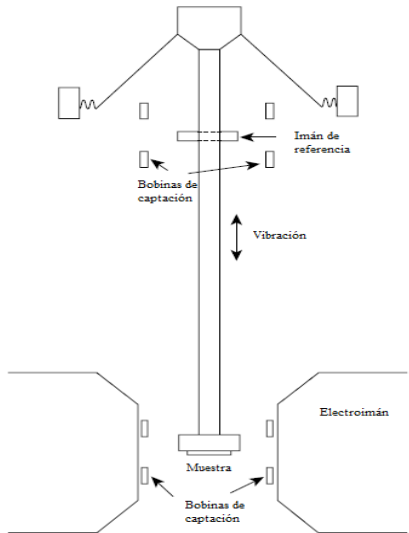 Imán de
referencia
Bobinas de
captación
Vibración
Electroimán
Muestra
Bobinas de
captación